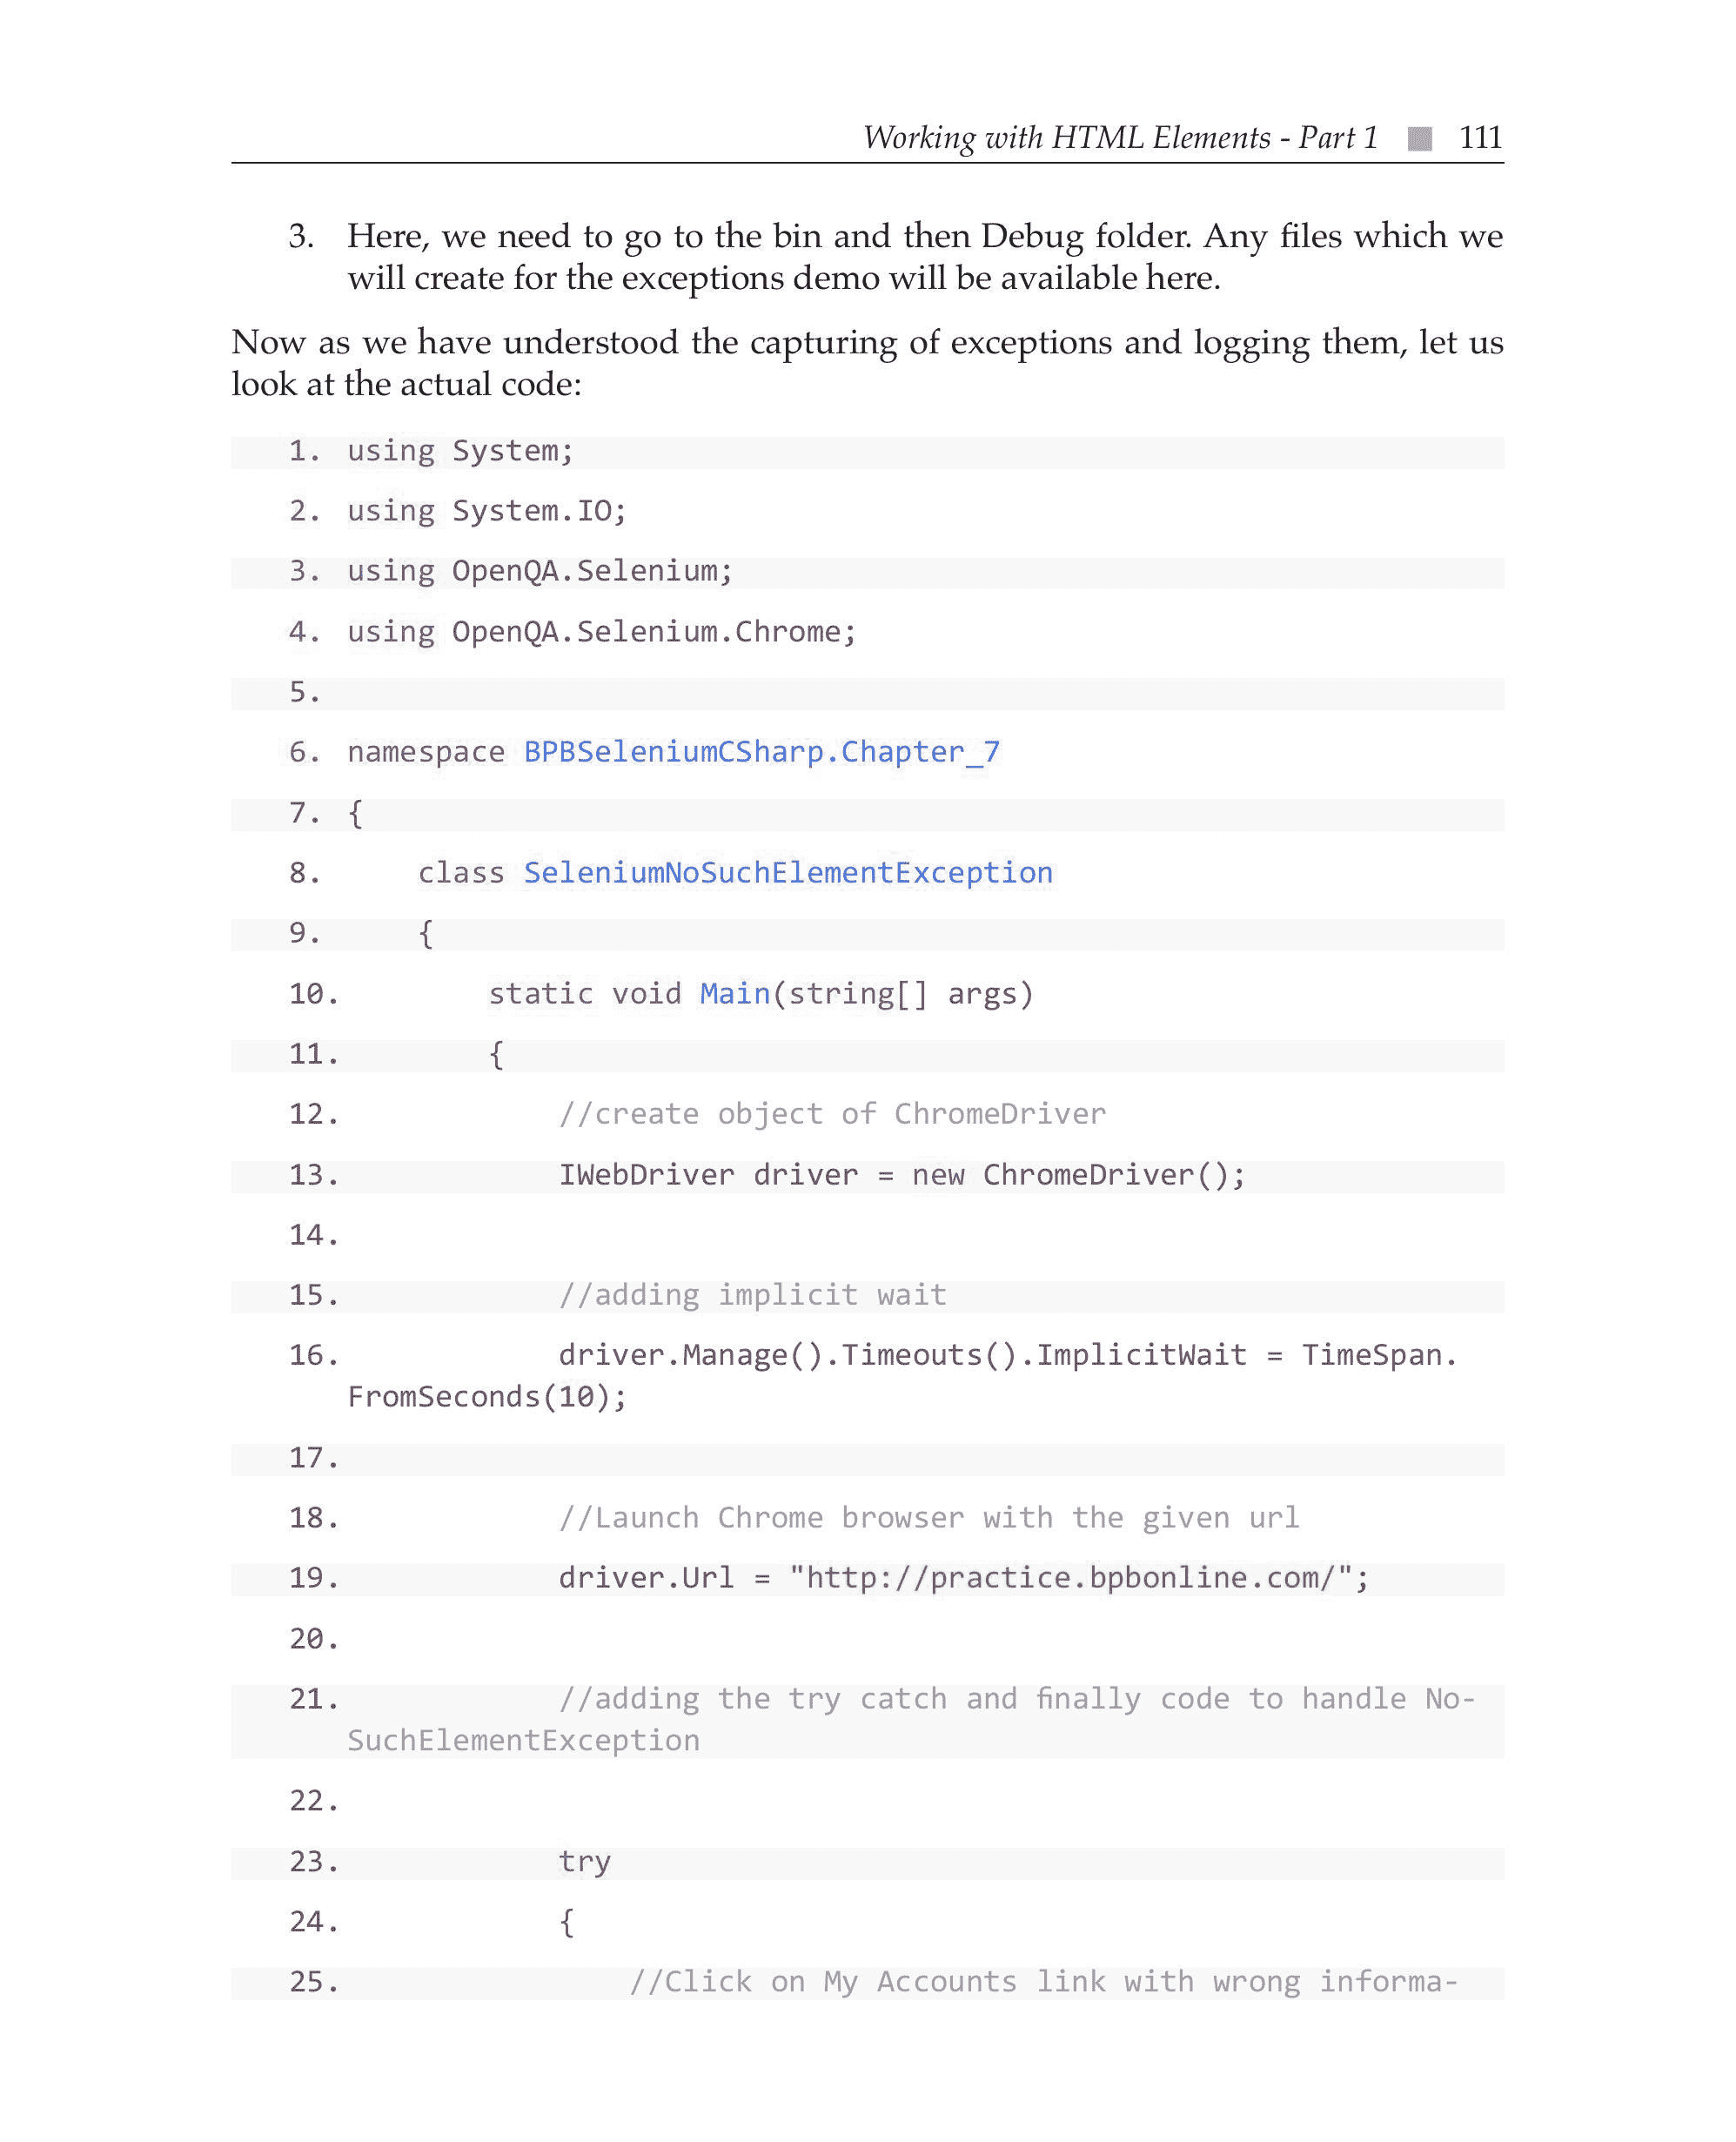 Working with HTML Elements - Part 1 111
3. Here, we need to go to the bin and then Debug folder. Any files which we
will create for the exceptions demo will be available here.
Now as we have understood the capturing of exceptions and logging them, let us
look at the actual code:
1. using System;
2. using System.IO;
3. using OpenQA.Selenium;
4. using OpenQA.Selenium.Chrome;
5.
6. namespace BPBSeleniumCSharp.Chapter_7
7. {
8. class SeleniumNoSuchElementException
9. {
10. static void Main(string[] args)
11. {
12. //create object of ChromeDriver
13. IWebDriver driver = new ChromeDriver();
14.
15. //adding implicit wait
16. driver.Manage().Timeouts().ImplicitWait = TimeSpan.
FromSeconds(10);
17.
18. //Launch Chrome browser with the given url
19. driver.Url = "http://practice.bpbonline.com/";
20.
21. //adding the try catch and finally code to handle No-
SuchElementException
22.
23. try
24. {
25. //Click on My Accounts link with wrong informa-